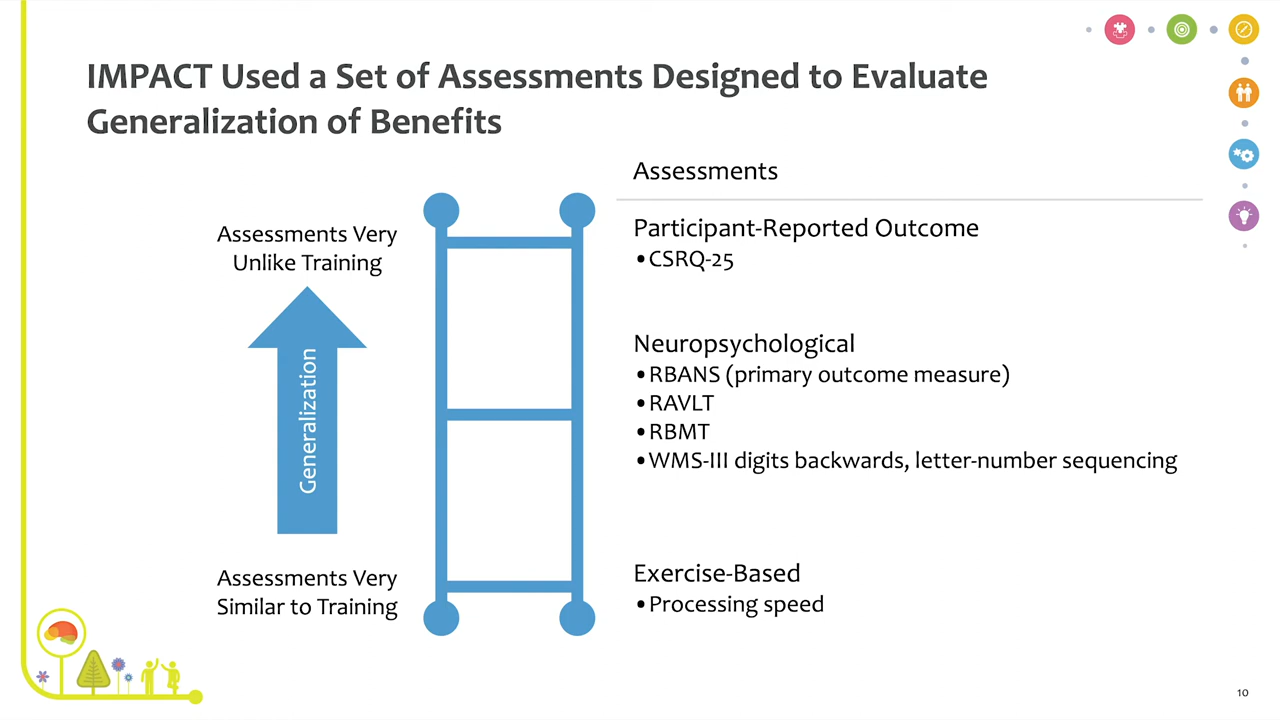 IMPACT Used a Set of Assessments Designed to Evaluate
Generalization of Benefits
Assessments
Assessments Very
Unlike Training
Participant-Reported Outcome
•CSRQ-25
Generalization
Neuropsychological
•RBANS (primary outcome measure)
•RAVLT
•RBMT
•WMS-III digits backwards, letter-number sequencing
Assessments Very
Similar to Training
Exercise-Based
•Processing speed
10